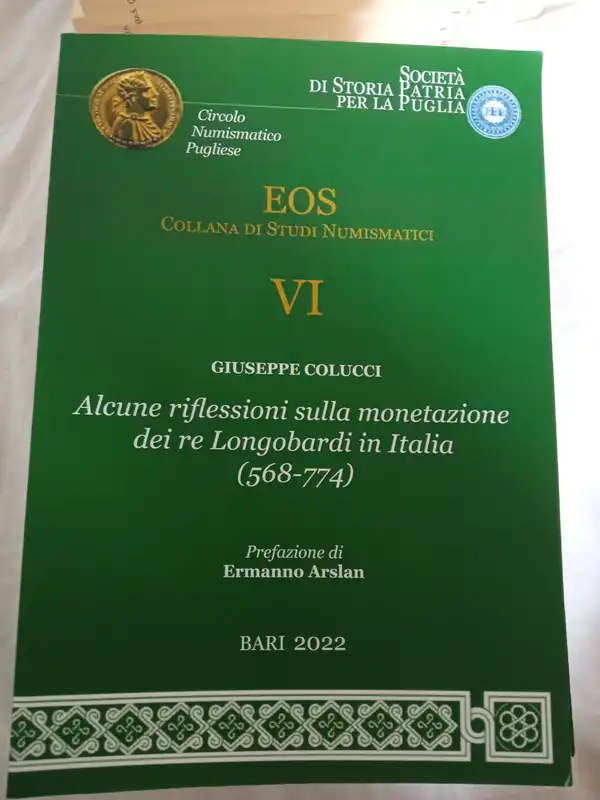 Società
di Storia Patria
per la Puglia
Circolo
Numismatico
Pugliese
EOS
Collana di Studi Numismatici
VI
GIUSEPPE COLUCCI
Alcune riflessioni sulla monetazione
dei re Longobardi in Italia
(568-774)
Prefazione di
Ermanno Arslan
BARI 2022